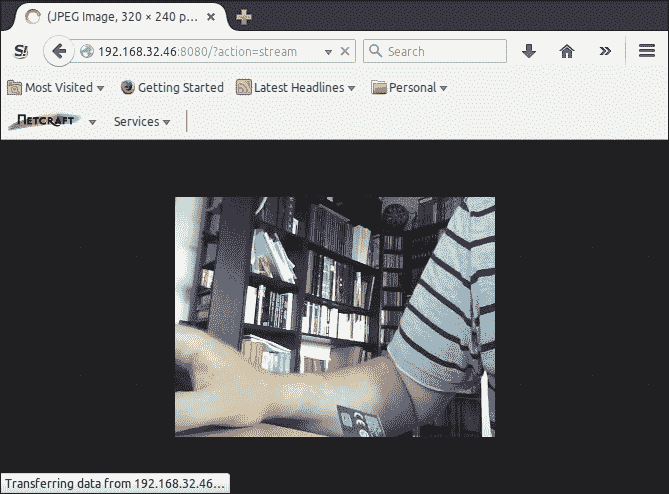 (JPEG Image, 320 × 240 p...
S!
192.168.32.46:8080/?action=stream
Search
Most Visited
Getting Started
Latest Headlines
Personal
NETCRAFT
Services
Transferring data from 192.168.32.46...